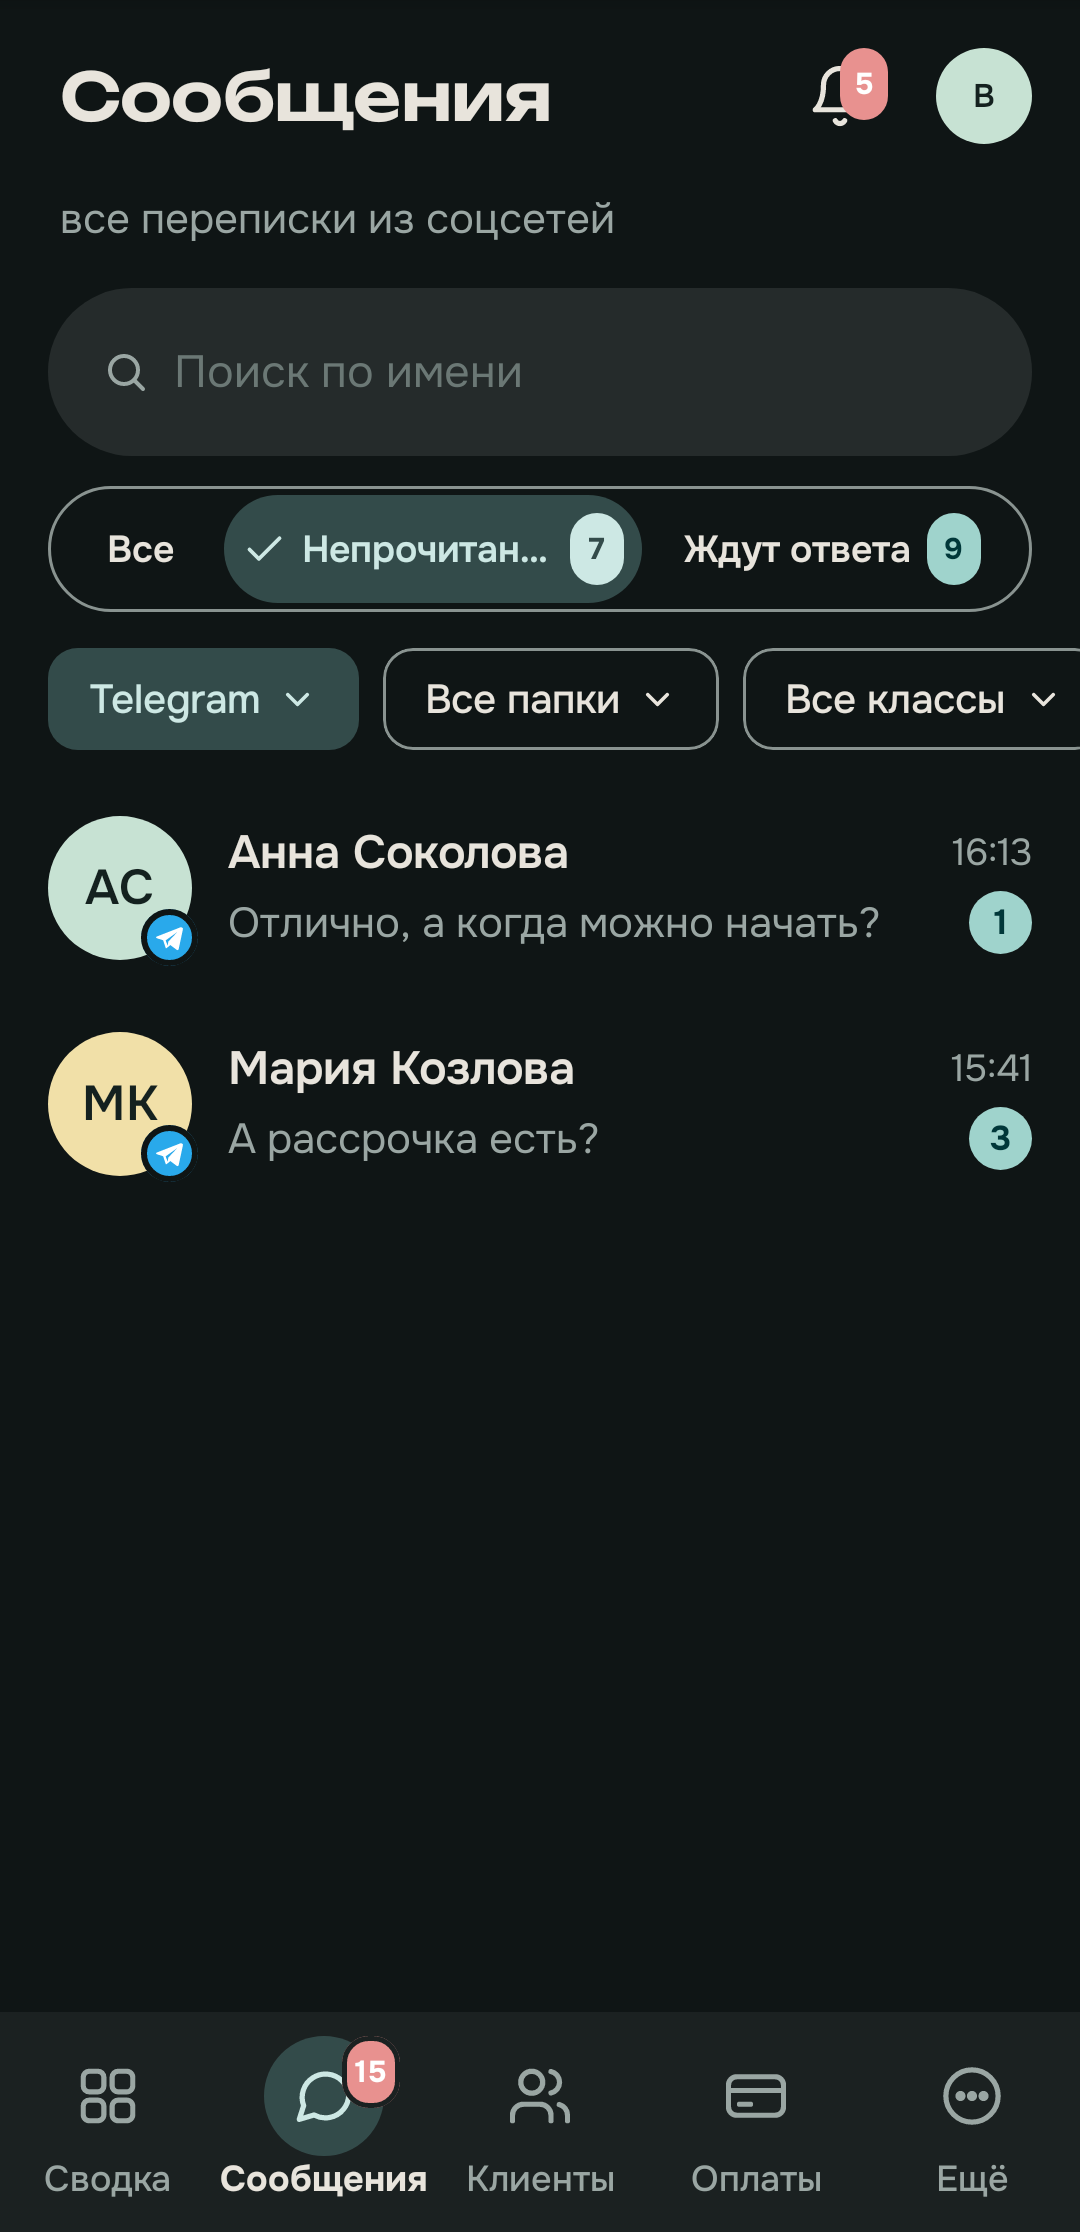 Сообщения
5
В
все переписки из соцсетей
Поиск по имени
Все
Непрочитан... 7
Ждут ответа 9
Telegram
Все папки
Все классы
АС
Анна Соколова
16:13
Отлично, а когда можно начать?
1
МК
Мария Козлова
15:41
А рассрочка есть?
3
15
Сводка
Сообщения
Клиенты
Оплаты
Ещё